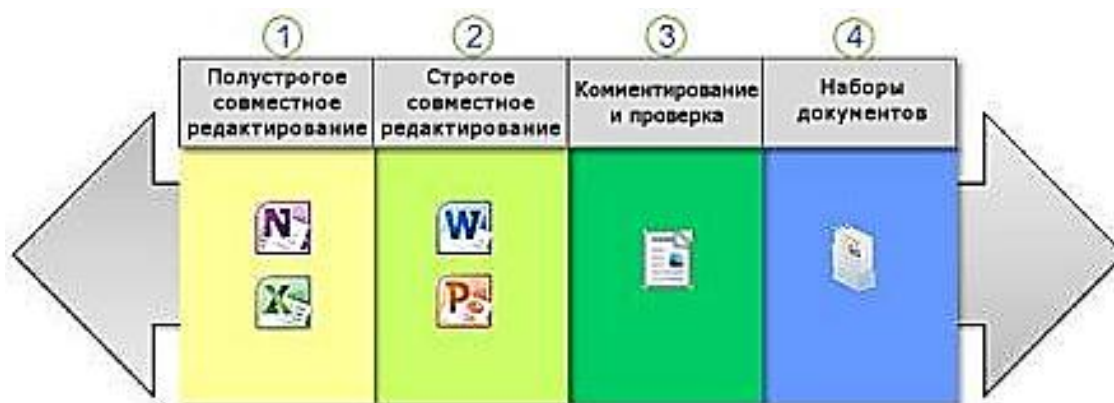 1
2
3
4
Полустрогое
совместное
редактирование
Строгое
совместное
редактирование
Комментирование
и проверка
Наборы
документов
N
W
X
P